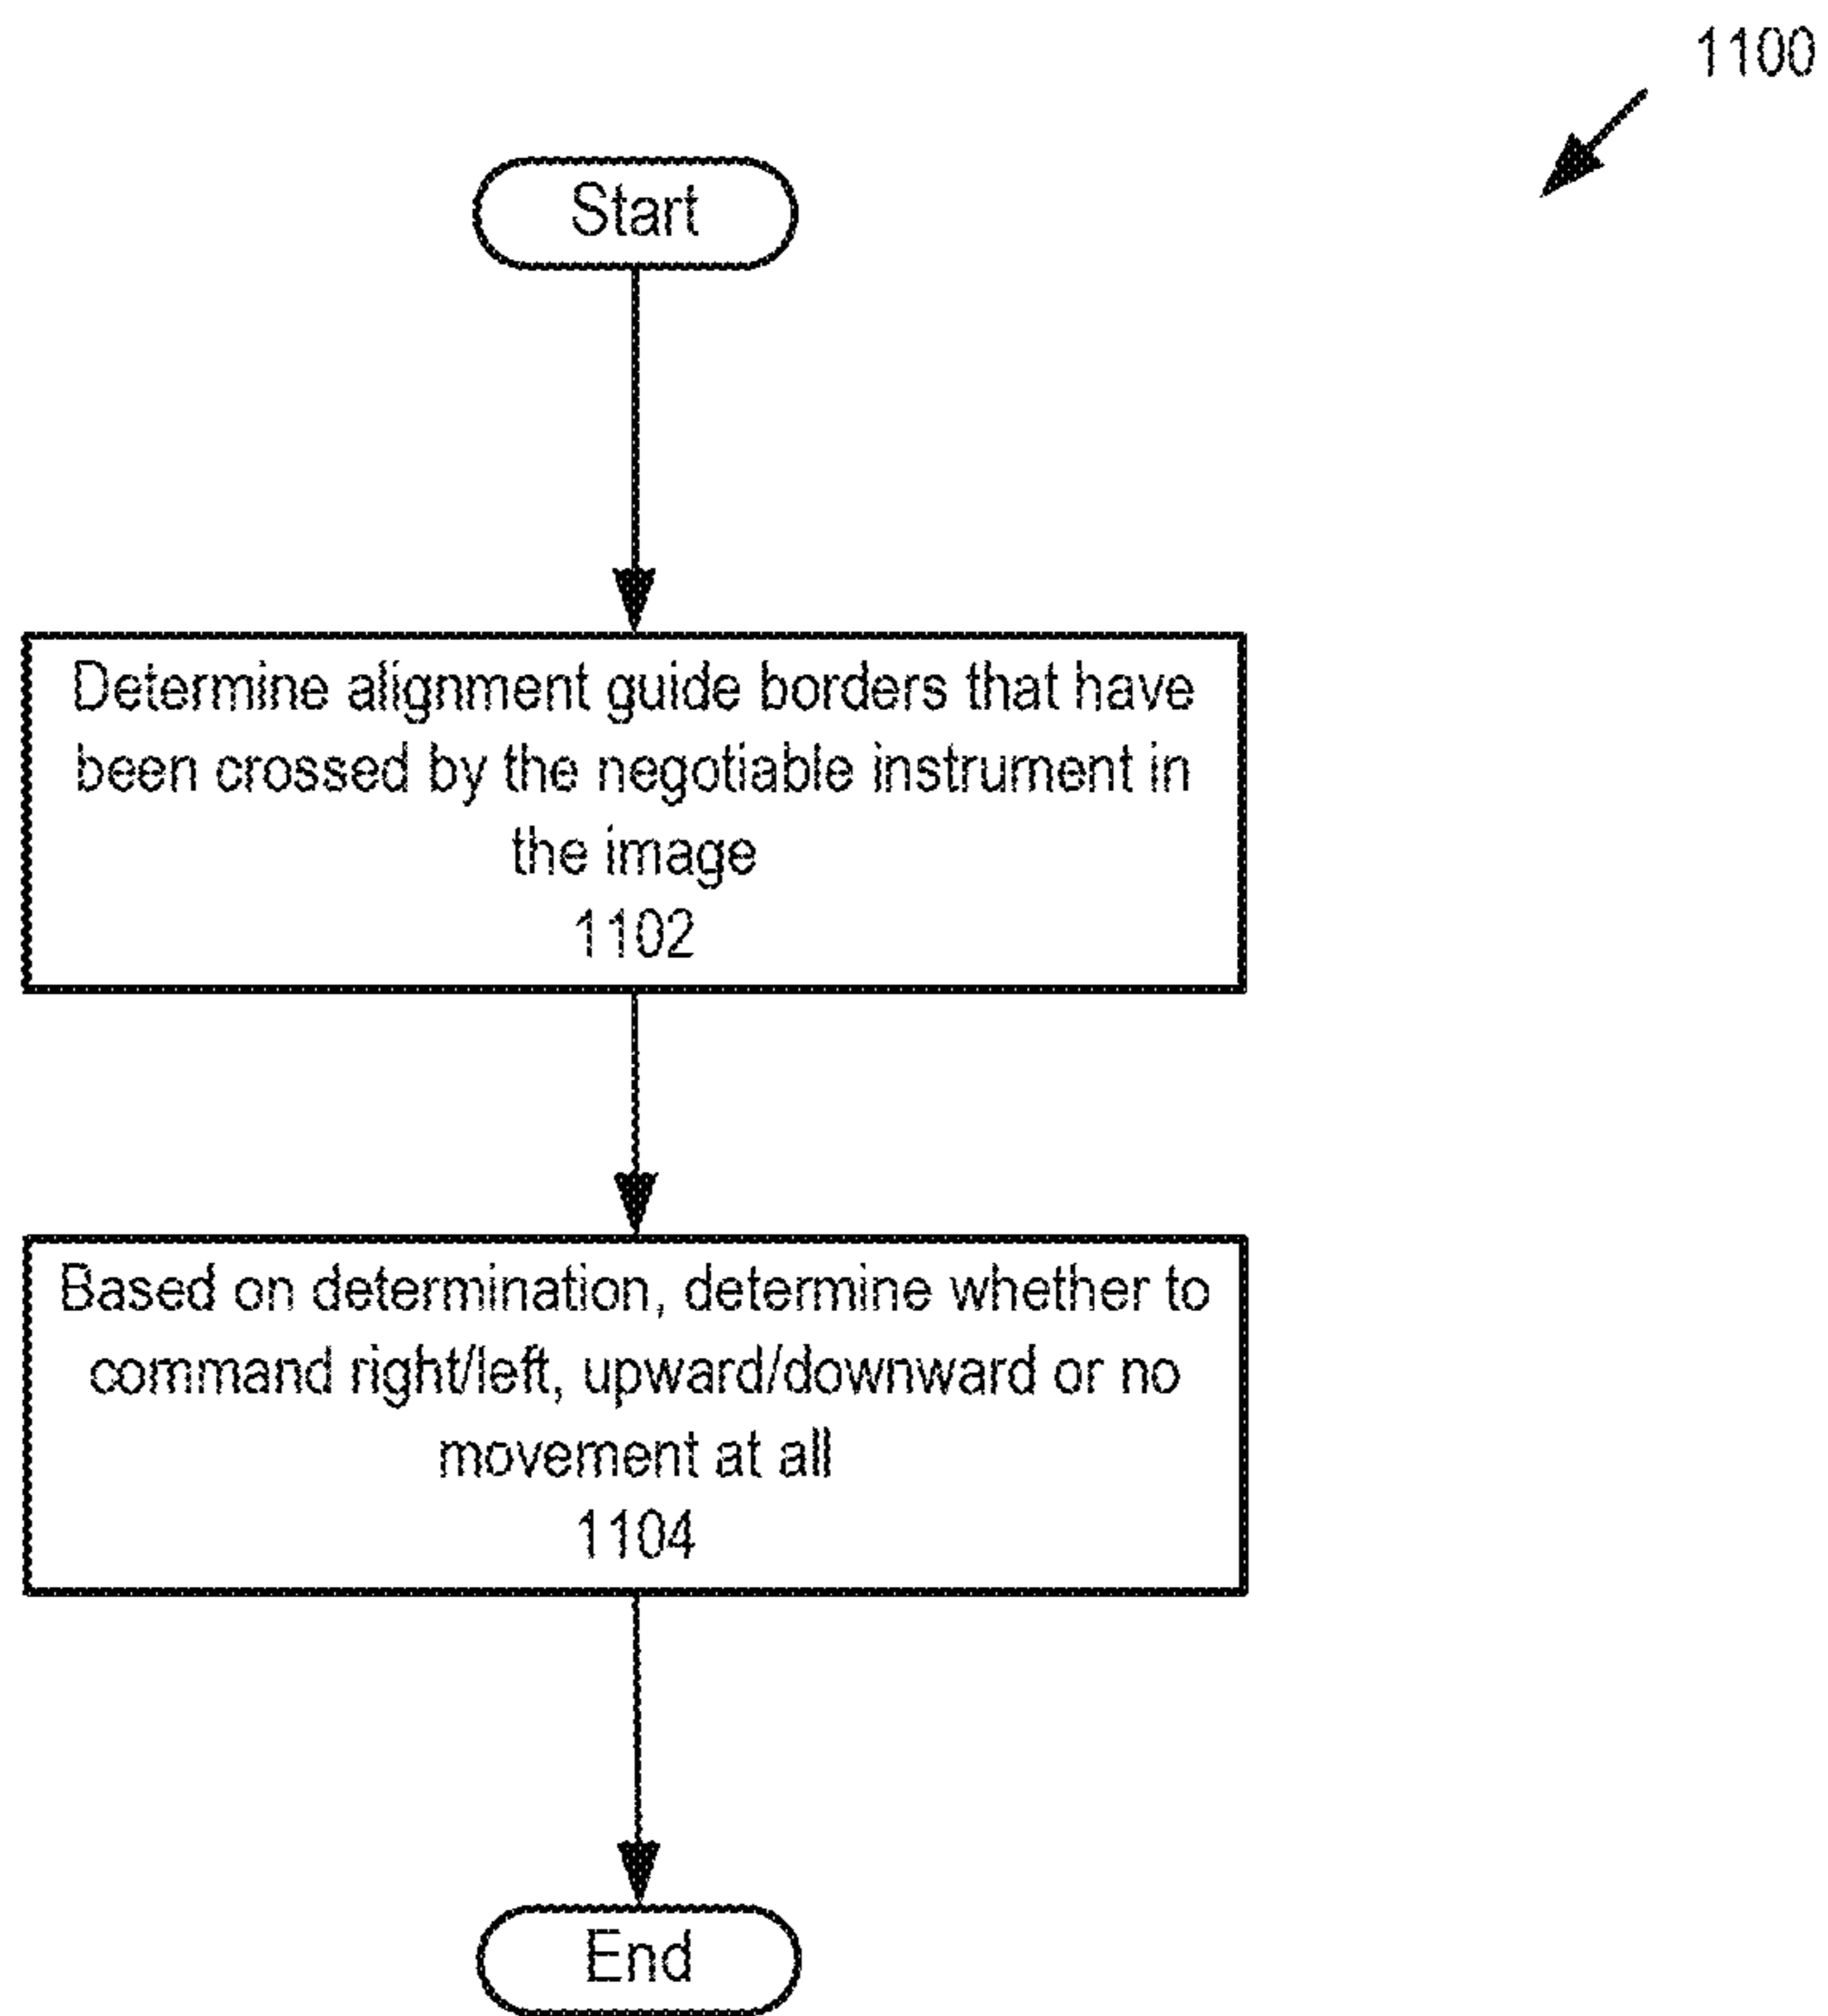 1100
Start
Determine alignment guide borders that have
been crossed by the negotiable instrument in
the image
1102
Based on determination, determine whether to
command right/left, upward/downward or no
movement at all
1104
End